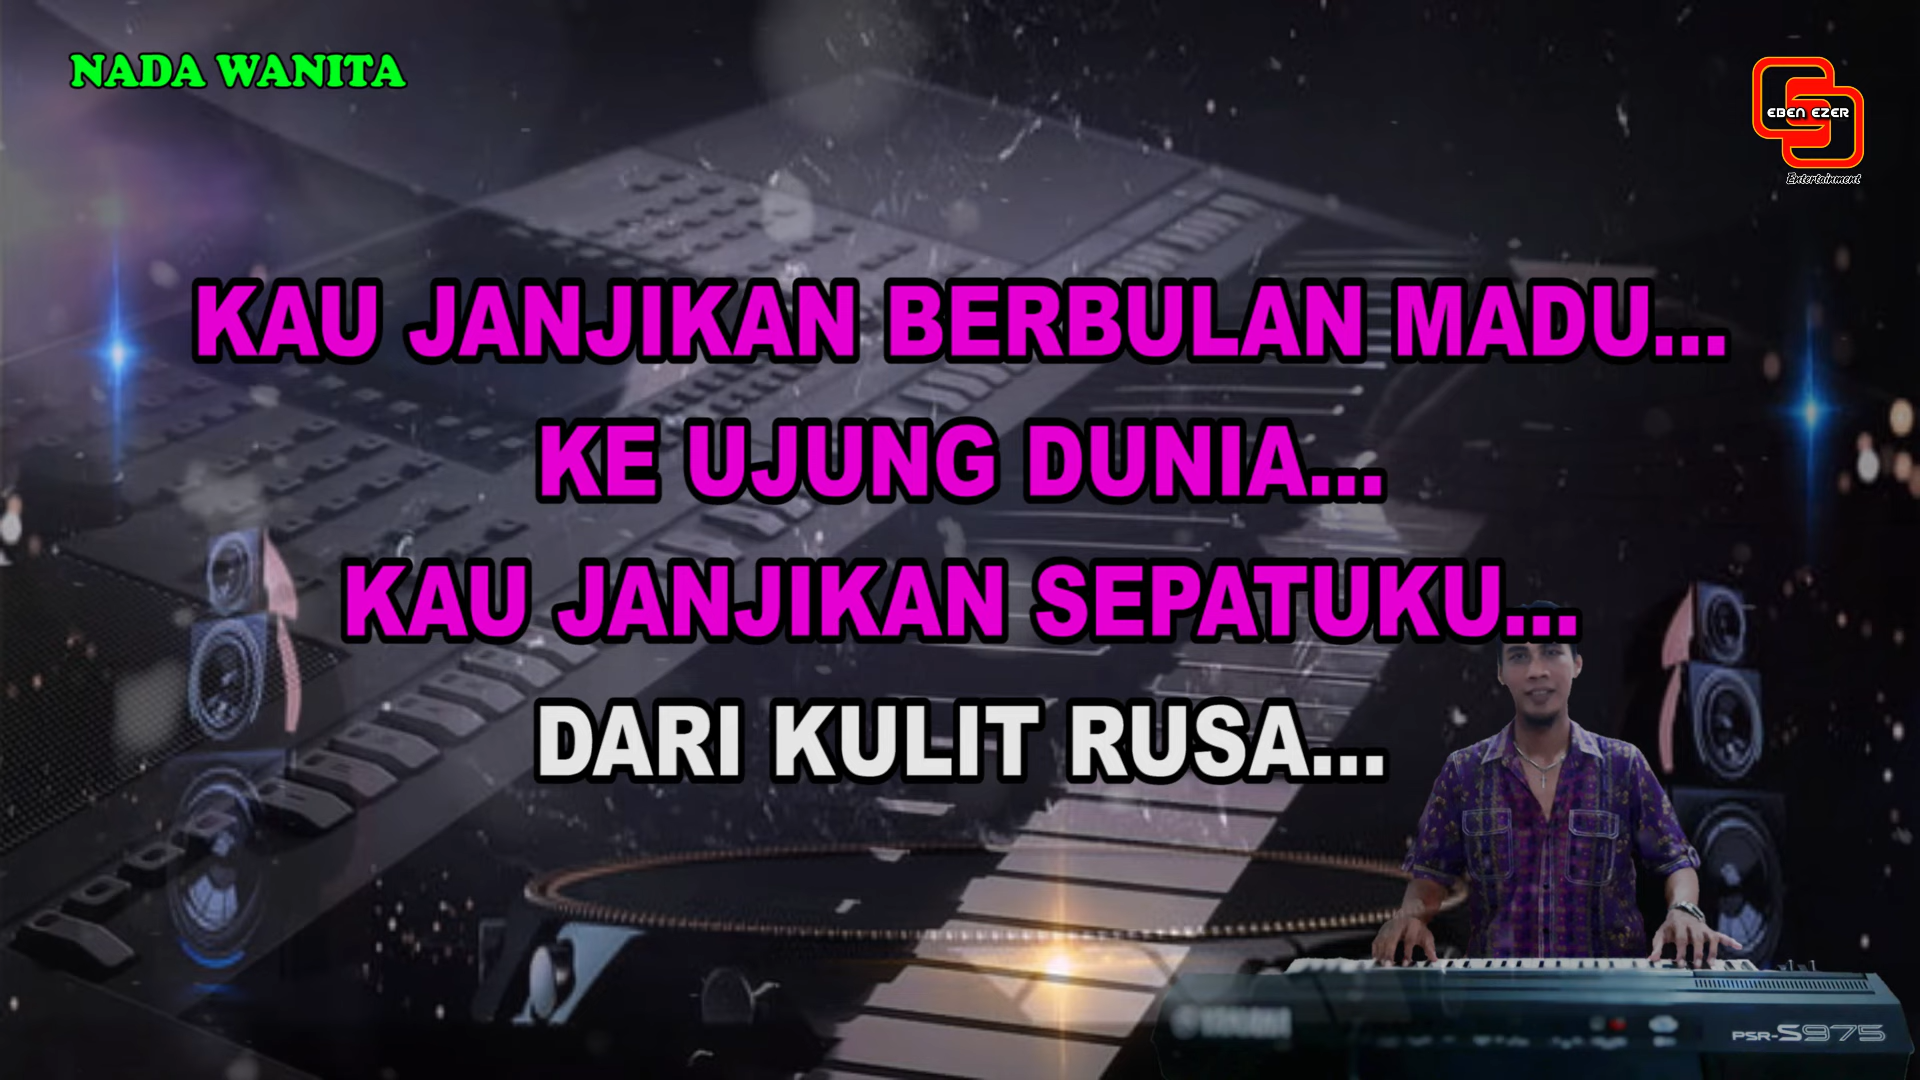 NADA WANITA
EBEN EZER
Entertainment
KAU JANJIKAN BERBULAN MADU...
KE UJUNG DUNIA...
KAU JANJIKAN SEPATUKU...
DARI KULIT RUSA...
PSR-S975